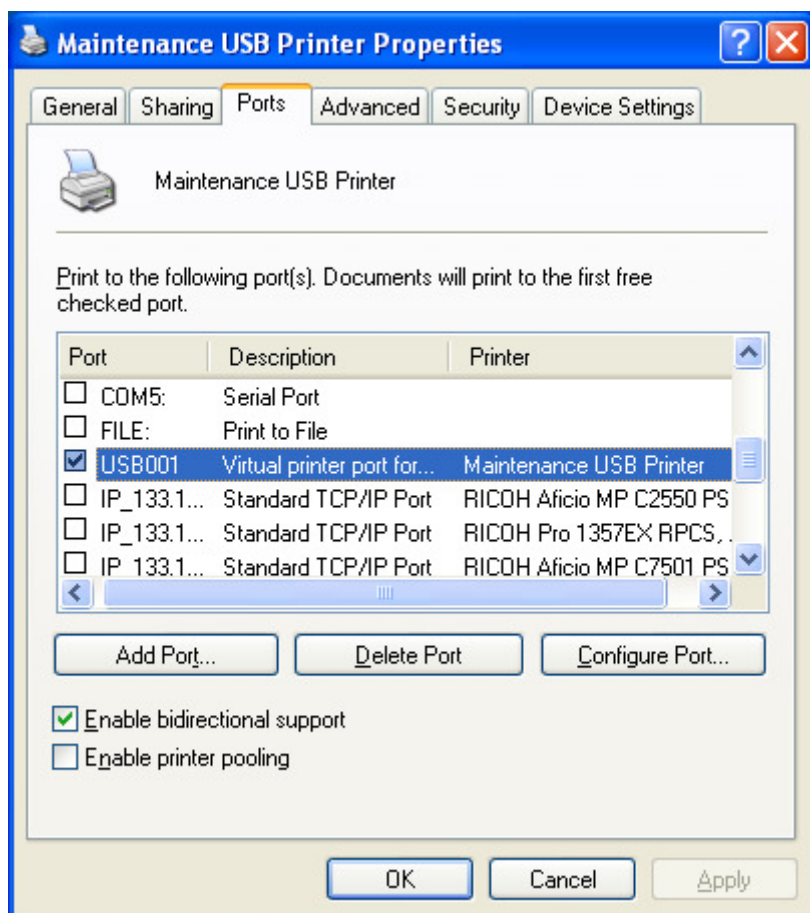 Maintenance USB Printer Properties
General Sharing Ports Advanced Security Device Settings
Maintenance USB Printer
Print to the following port(s). Documents will print to the first free
checked port.
Port Description Printer
COM5: Serial Port
FILE: Print to File
USB001 Virtual printer port for... Maintenance USB Printer
IP_133.1... Standard TCP/IP Port RICOH Aficio MP C2550 PS
IP_133.1... Standard TCP/IP Port RICOH Pro 1357EX RPCS, .
IP_133.1... Standard TCP/IP Port RICOH Aficio MP C7501 PS
Add Port... Delete Port Configure Port...
Enable bidirectional support
Enable printer pooling
OK Cancel Apply